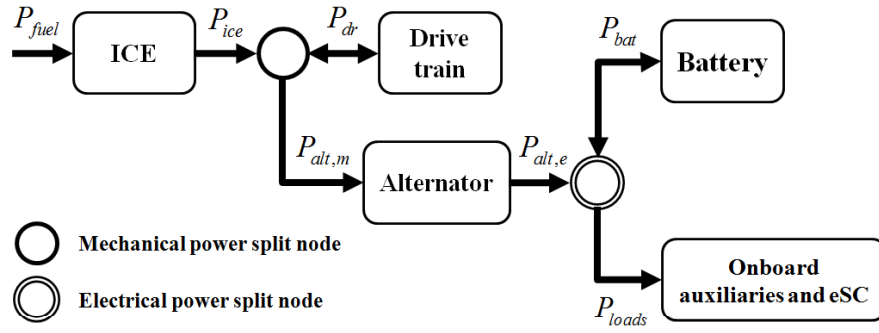 P_fuel
ICE
P_ice
P_dr
Drive
train
P_bat
Battery
P_alt,m
Alternator
P_alt,e
Mechanical power split node
Electrical power split node
P_loads
Onboard
auxiliaries and eSC